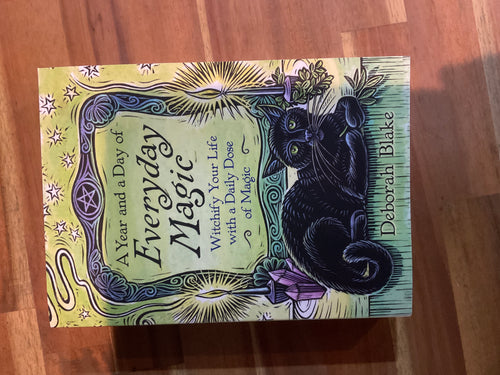 A Year and a Day of
Everyday
Magic
Witchify Your Life
with a Daily Dose
of Magic
Deborah Blake